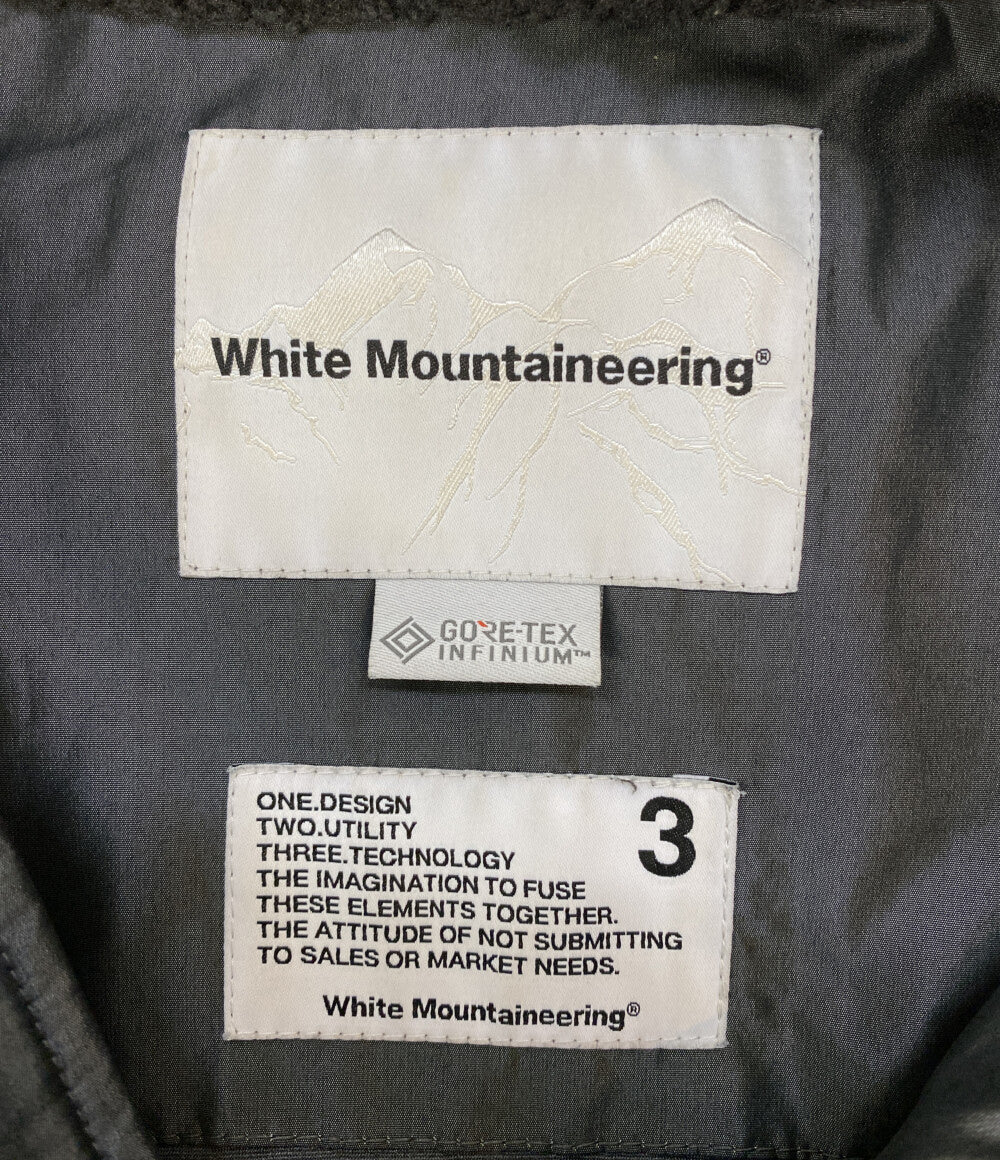 White Mountaineering®
GORE-TEX
INFINIUM™
3
ONE.DESIGN
TWO.UTILITY
THREE.TECHNOLOGY
THE IMAGINATION TO FUSE
THESE ELEMENTS TOGETHER.
THE ATTITUDE OF NOT SUBMITTING
TO SALES OR MARKET NEEDS.
White Mountaineering®